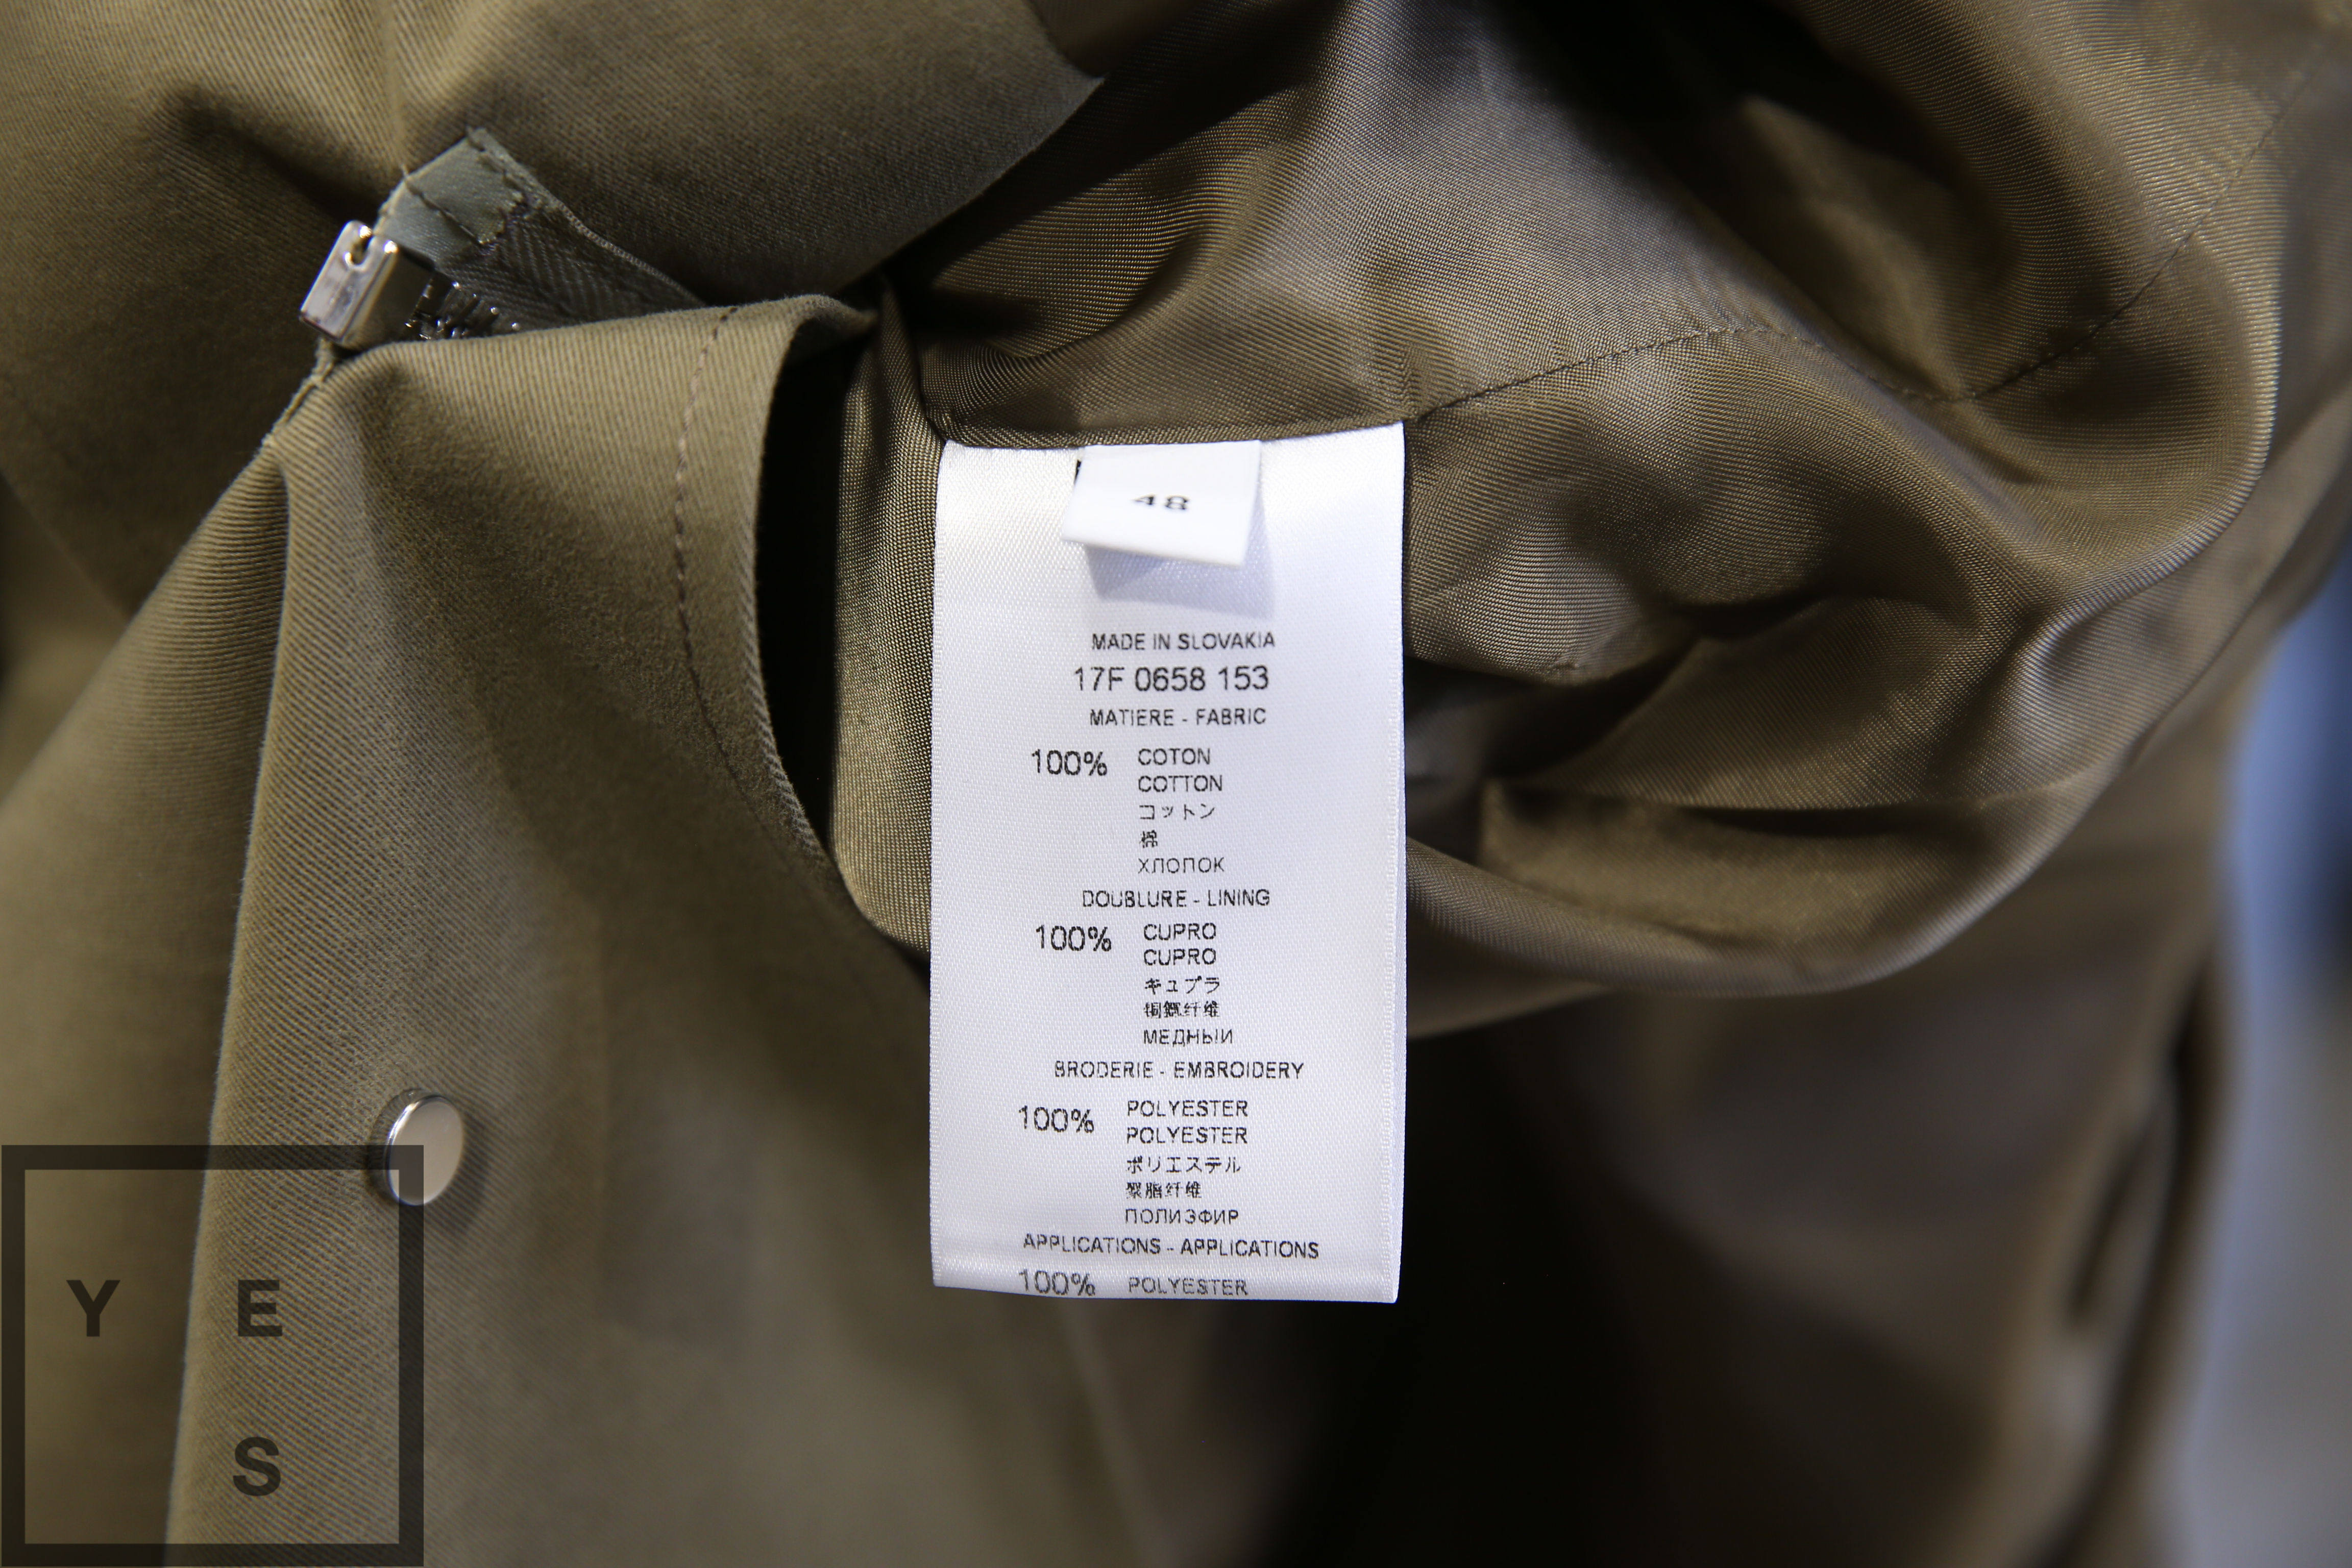 48
MADE IN SLOVAKIA
17F 0658 153
MATIERE - FABRIC
100% COTON
COTTON
コットン
棉
ХЛОПОК
DOUBLURE - LINING
100% CUPRO
CUPRO
キュプラ
铜氨纤维
МЕДНЫЙ
BRODERIE - EMBROIDERY
100% POLYESTER
POLYESTER
ポリエステル
聚脂纤维
ПОЛИЭФИР
APPLICATIONS - APPLICATIONS
100% POLYESTER
Y E
S